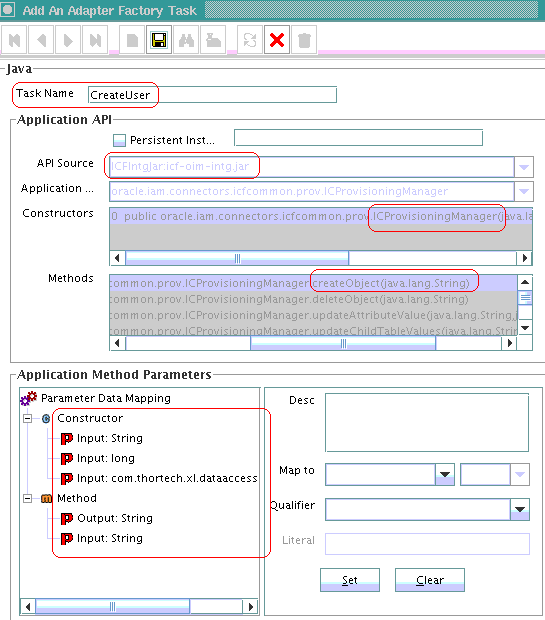 Add An Adapter Factory Task
Java
Task Name CreateUser
Application API
Persistent Inst...
API Source ICFIntgJar:icf-oim-intg.jar
Application ... oracle.iam.connectors.icfcommon.prov.ICProvisioningManager
Constructors 0 public oracle.iam.connectors.icfcommon.prov.ICProvisioningManager(java.la
Methods common.prov.ICProvisioningManager.createObject(java.lang.String)
common.prov.ICProvisioningManager.deleteObject(java.lang.String)
common.prov.ICProvisioningManager.updateAttributeValue(java.lang.String,j
common.prov.ICProvisioningManager.updateChildTableValues(java.lang.String
Application Method Parameters
Parameter Data Mapping
Constructor
Input: String
Input: long
Input: com.thortech.xl.dataaccess
Method
Output: String
Input: String
Desc
Map to
Qualifier
Literal
Set Clear